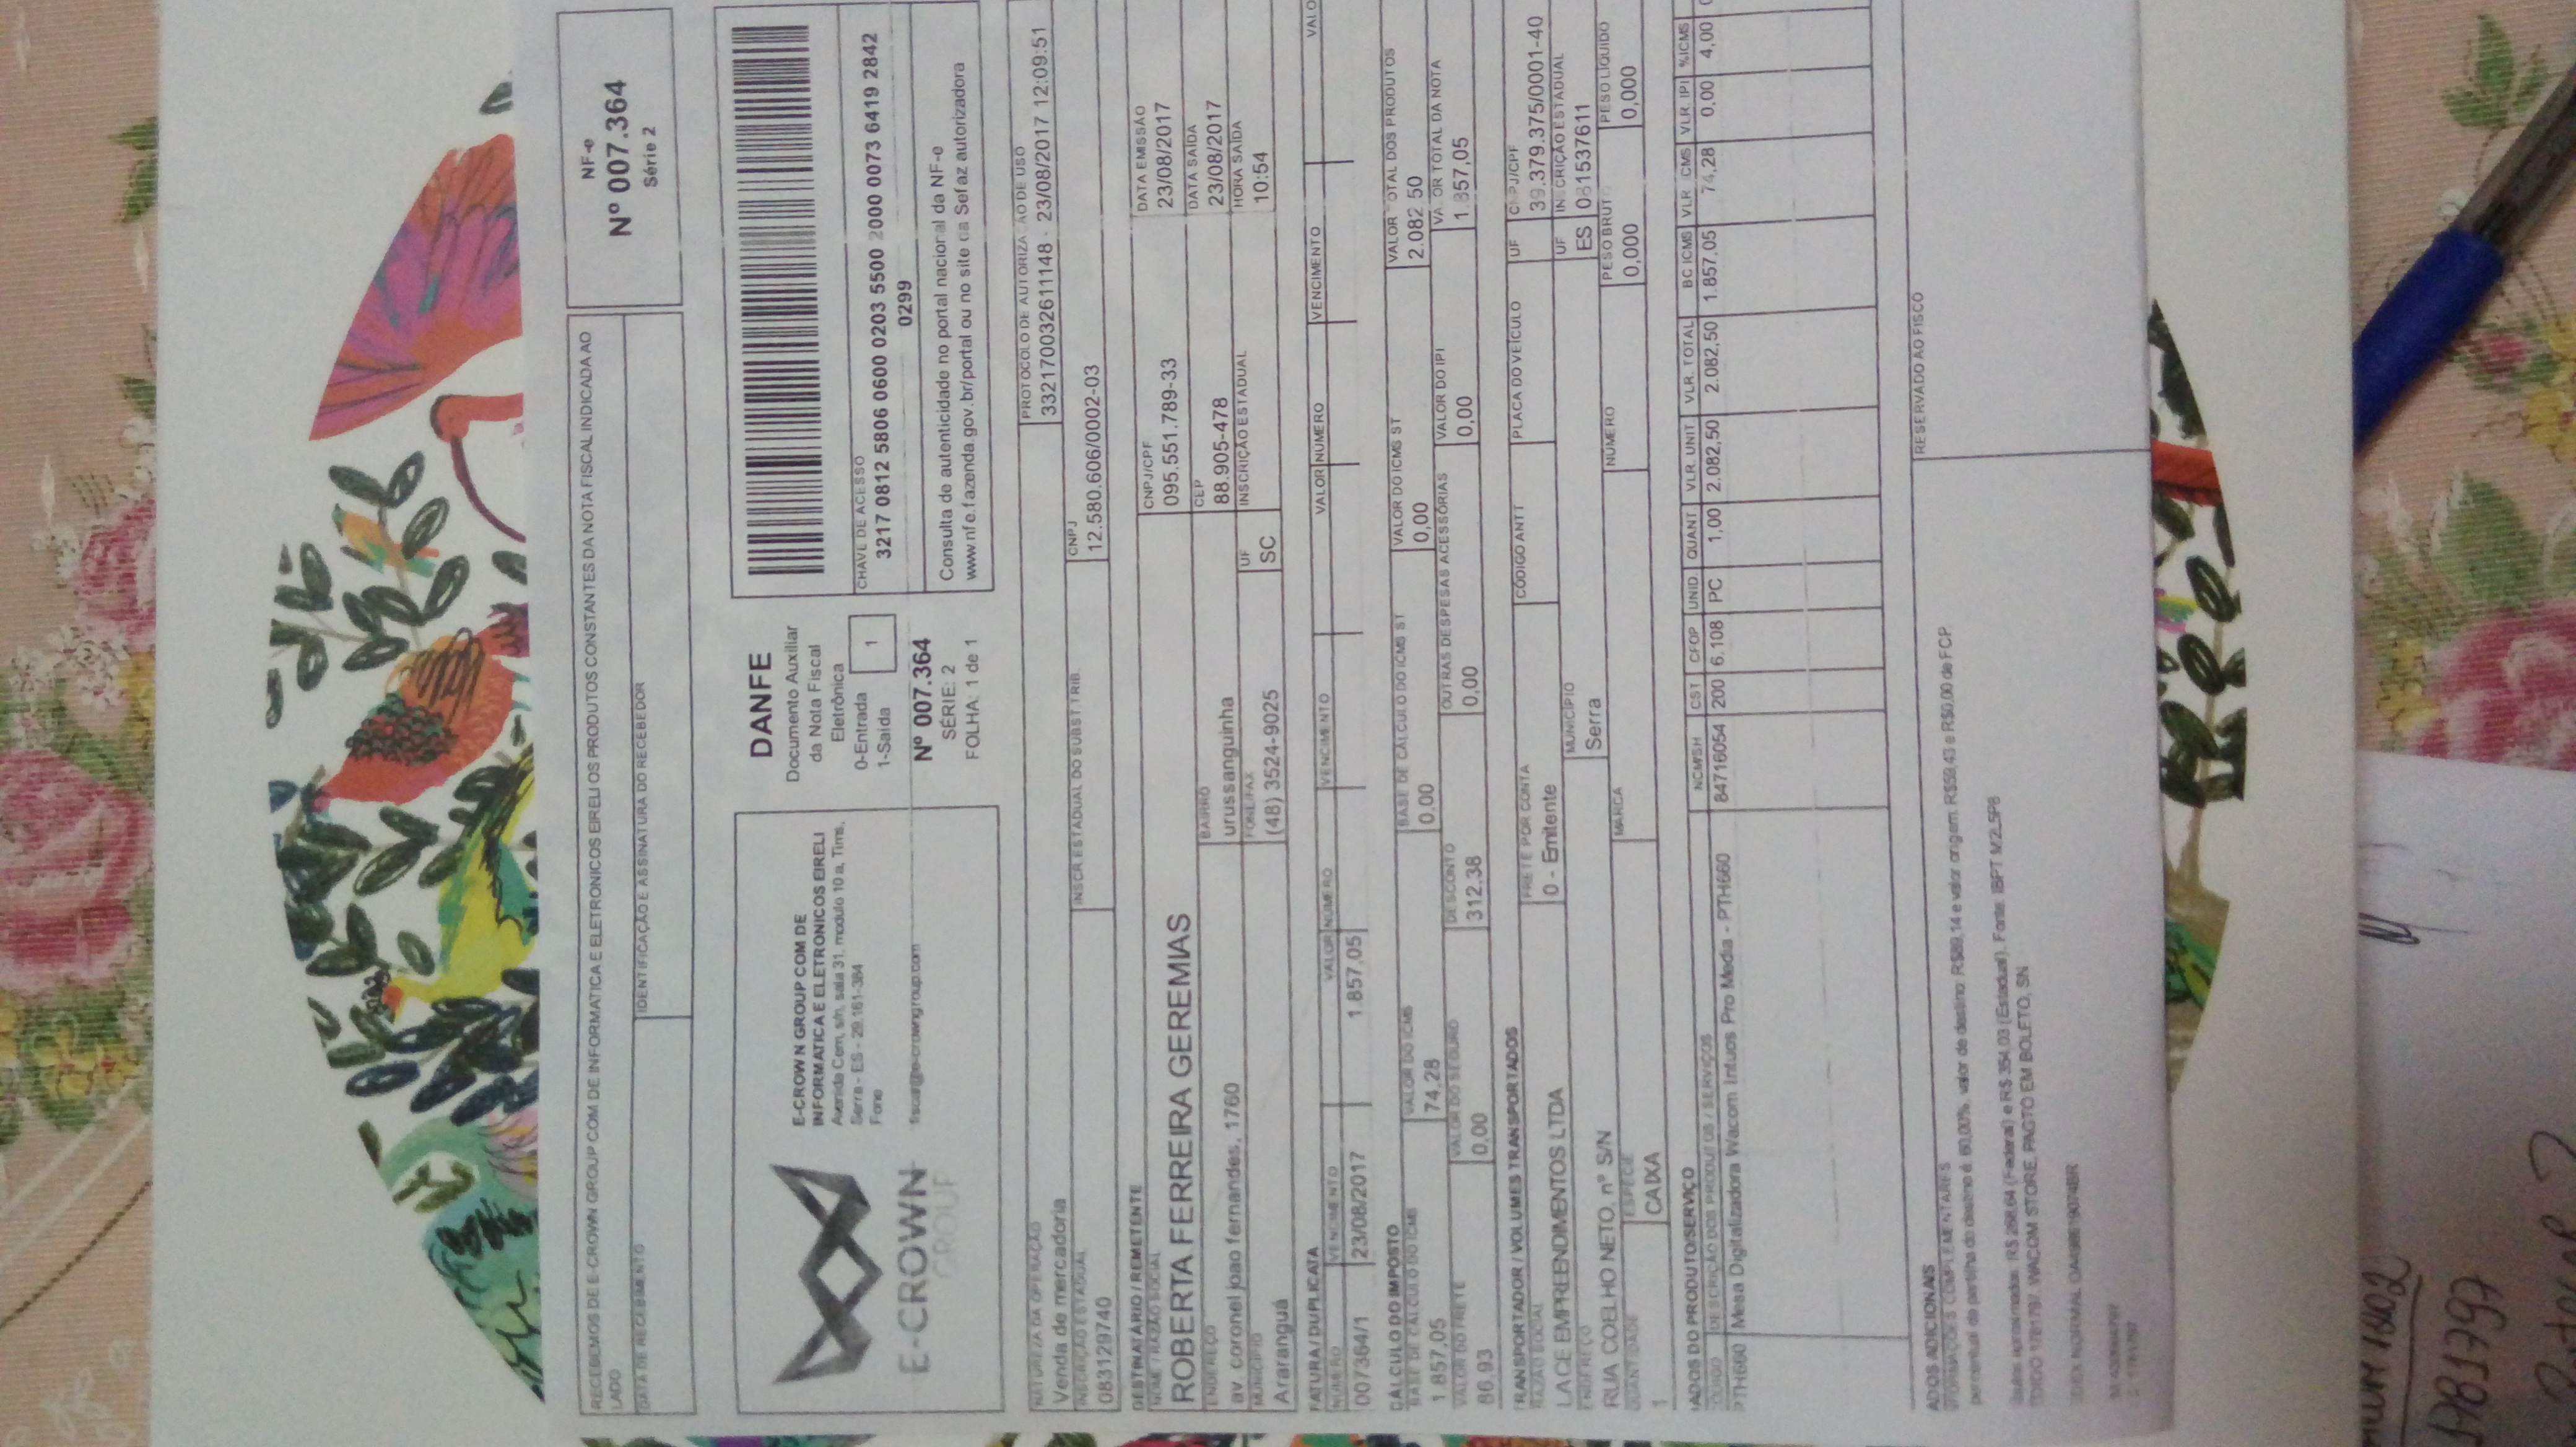 RECEBEMOS DE E-CROWN GROUP COM DE INFORMATICA E ELETRONICOS EIRELI OS PRODUTOS CONSTANTES DA NOTA FISCAL INDICADA AO
LADO
DATA DE RECEBIMENTO
IDENTIFICAÇÃO E ASSINATURA DO RECEBEDOR
NF-e
Nº 007.364
Série 2
E-CROWN
GROUP
E-CROWN GROUP COM DE
INFORMATICA E ELETRONICOS EIRELI
Avenida Cem, s/n, sala 31, modulo 10 a, Tims,
Serra - ES - 29.161-384
Fone
fiscal@e-crowngroup.com
DANFE
Documento Auxiliar
da Nota Fiscal
Eletrônica
0-Entrada
1-Saída
1
Nº 007.364
SÉRIE: 2
FOLHA: 1 de 1
CHAVE DE ACESSO
3217 0812 5806 0600 0203 5500 2000 0073 6419 2842
0299
Consulta de autenticidade no portal nacional da NF-e
www.nfe.fazenda.gov.br/portal ou no site da Sefaz autorizadora
NATUREZA DA OPERAÇÃO
Venda de mercadoria
PROTOCOLO DE AUTORIZAÇÃO DE USO
332170032611148 - 23/08/2017 12:09:51
INSCRIÇÃO ESTADUAL
083129740
INSCR.ESTADUAL DO SUBST.TRIB.
CNPJ
12.580.606/0002-03
DESTINATÁRIO / REMETENTE
NOME / RAZÃO SOCIAL
ROBERTA FERREIRA GEREMIAS
CNPJ/CPF
095.551.789-33
DATA EMISSÃO
23/08/2017
ENDEREÇO
av. coronel joao fernandes, 1760
BAIRRO
urussanguinha
CEP
88.905-478
DATA SAÍDA
23/08/2017
MUNICÍPIO
Araranguá
FONE/FAX
(48) 3524-9025
UF
SC
INSCRIÇÃO ESTADUAL
HORA SAÍDA
10:54
FATURA / DUPLICATA
NÚMERO VENCIMENTO VALOR NÚMERO VENCIMENTO VALOR NÚMERO VENCIMENTO VALO
007364/1 23/08/2017 1.857,05
CÁLCULO DO IMPOSTO
BASE DE CÁLCULO DO ICMS
1.857,05
VALOR DO ICMS
74,28
BASE DE CÁLCULO DO ICMS ST
0,00
VALOR DO ICMS ST
0,00
VALOR TOTAL DOS PRODUTOS
2.082,50
VALOR DO FRETE
86,93
VALOR DO SEGURO
0,00
DESCONTO
312,38
OUTRAS DESPESAS ACESSÓRIAS
0,00
VALOR DO IPI
0,00
VALOR TOTAL DA NOTA
1.857,05
TRANSPORTADOR / VOLUMES TRANSPORTADOS
RAZÃO SOCIAL
LACE EMPREENDIMENTOS LTDA
FRETE POR CONTA
0 - Emitente
CÓDIGO ANTT
PLACA DO VEÍCULO
UF
CNPJ/CPF
39.379.375/0001-40
ENDEREÇO
RUA COELHO NETO, nº S/N
MUNICÍPIO
Serra
UF
ES
INSCRIÇÃO ESTADUAL
081537611
QUANTIDADE
1
ESPÉCIE
CAIXA
MARCA
NÚMERO
PESO BRUTO
0,000
PESO LÍQUIDO
0,000
DADOS DO PRODUTO/SERVIÇO
CÓDIGO DESCRIÇÃO DOS PRODUTOS / SERVIÇOS NCM/SH CST CFOP UNID. QUANT VLR. UNIT VLR. TOTAL BC ICMS VLR. ICMS VLR. IPI %ICMS
PTH660 Mesa Digitalizadora Wacom Intuos Pro Media - PTH660 84716054 200 6.108 PC 1,00 2.082,50 2.082,50 1.857,05 74,28 0,00 4,00
ADOS ADICIONAIS
INFORMAÇÕES COMPLEMENTARES
RESERVADO AO FISCO
percentual de partilha do destino é: 60,00%, valor de destino: R$89,14 e valor origem: R$59,43 e R$0,00 de FCP
aproximados: R$ 268,64 (Federal) e R$ 354,03 (Estadual). Fonte: IBPT M2L5P8
EDIDO 1781797, WACOM STORE, PAGTO EM BOLETO, SN
EDEX NORMAL
1781797
1802
1781797